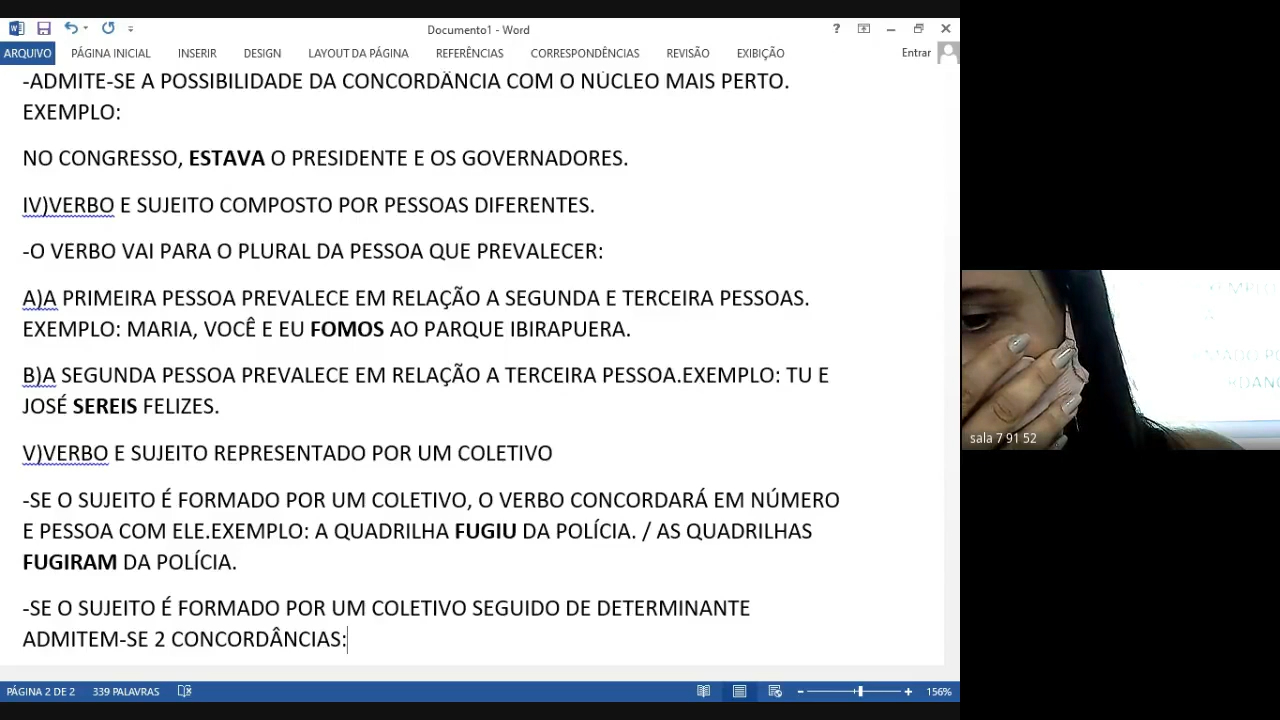 Documento1 - Word
ARQUIVO PÁGINA INICIAL INSERIR DESIGN LAYOUT DA PÁGINA REFERÊNCIAS CORRESPONDÊNCIAS REVISÃO EXIBIÇÃO Entrar
-ADMITE-SE A POSSIBILIDADE DA CONCORDÂNCIA COM O NÚCLEO MAIS PERTO.
EXEMPLO:
NO CONGRESSO, ESTAVA O PRESIDENTE E OS GOVERNADORES.
IV)VERBO E SUJEITO COMPOSTO POR PESSOAS DIFERENTES.
-O VERBO VAI PARA O PLURAL DA PESSOA QUE PREVALECER:
A)A PRIMEIRA PESSOA PREVALECE EM RELAÇÃO A SEGUNDA E TERCEIRA PESSOAS.
EXEMPLO: MARIA, VOCÊ E EU FOMOS AO PARQUE IBIRAPUERA.
B)A SEGUNDA PESSOA PREVALECE EM RELAÇÃO A TERCEIRA PESSOA.EXEMPLO: TU E
JOSÉ SEREIS FELIZES.
V)VERBO E SUJEITO REPRESENTADO POR UM COLETIVO
-SE O SUJEITO É FORMADO POR UM COLETIVO, O VERBO CONCORDARÁ EM NÚMERO
E PESSOA COM ELE.EXEMPLO: A QUADRILHA FUGIU DA POLÍCIA. / AS QUADRILHAS
FUGIRAM DA POLÍCIA.
-SE O SUJEITO É FORMADO POR UM COLETIVO SEGUIDO DE DETERMINANTE
ADMITEM-SE 2 CONCORDÂNCIAS:
PÁGINA 2 DE 2 339 PALAVRAS 156%
sala 7 91 52